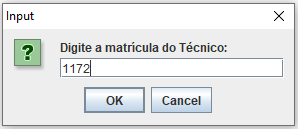 Input
Digite a matrícula do Técnico:
1172
OK
Cancel